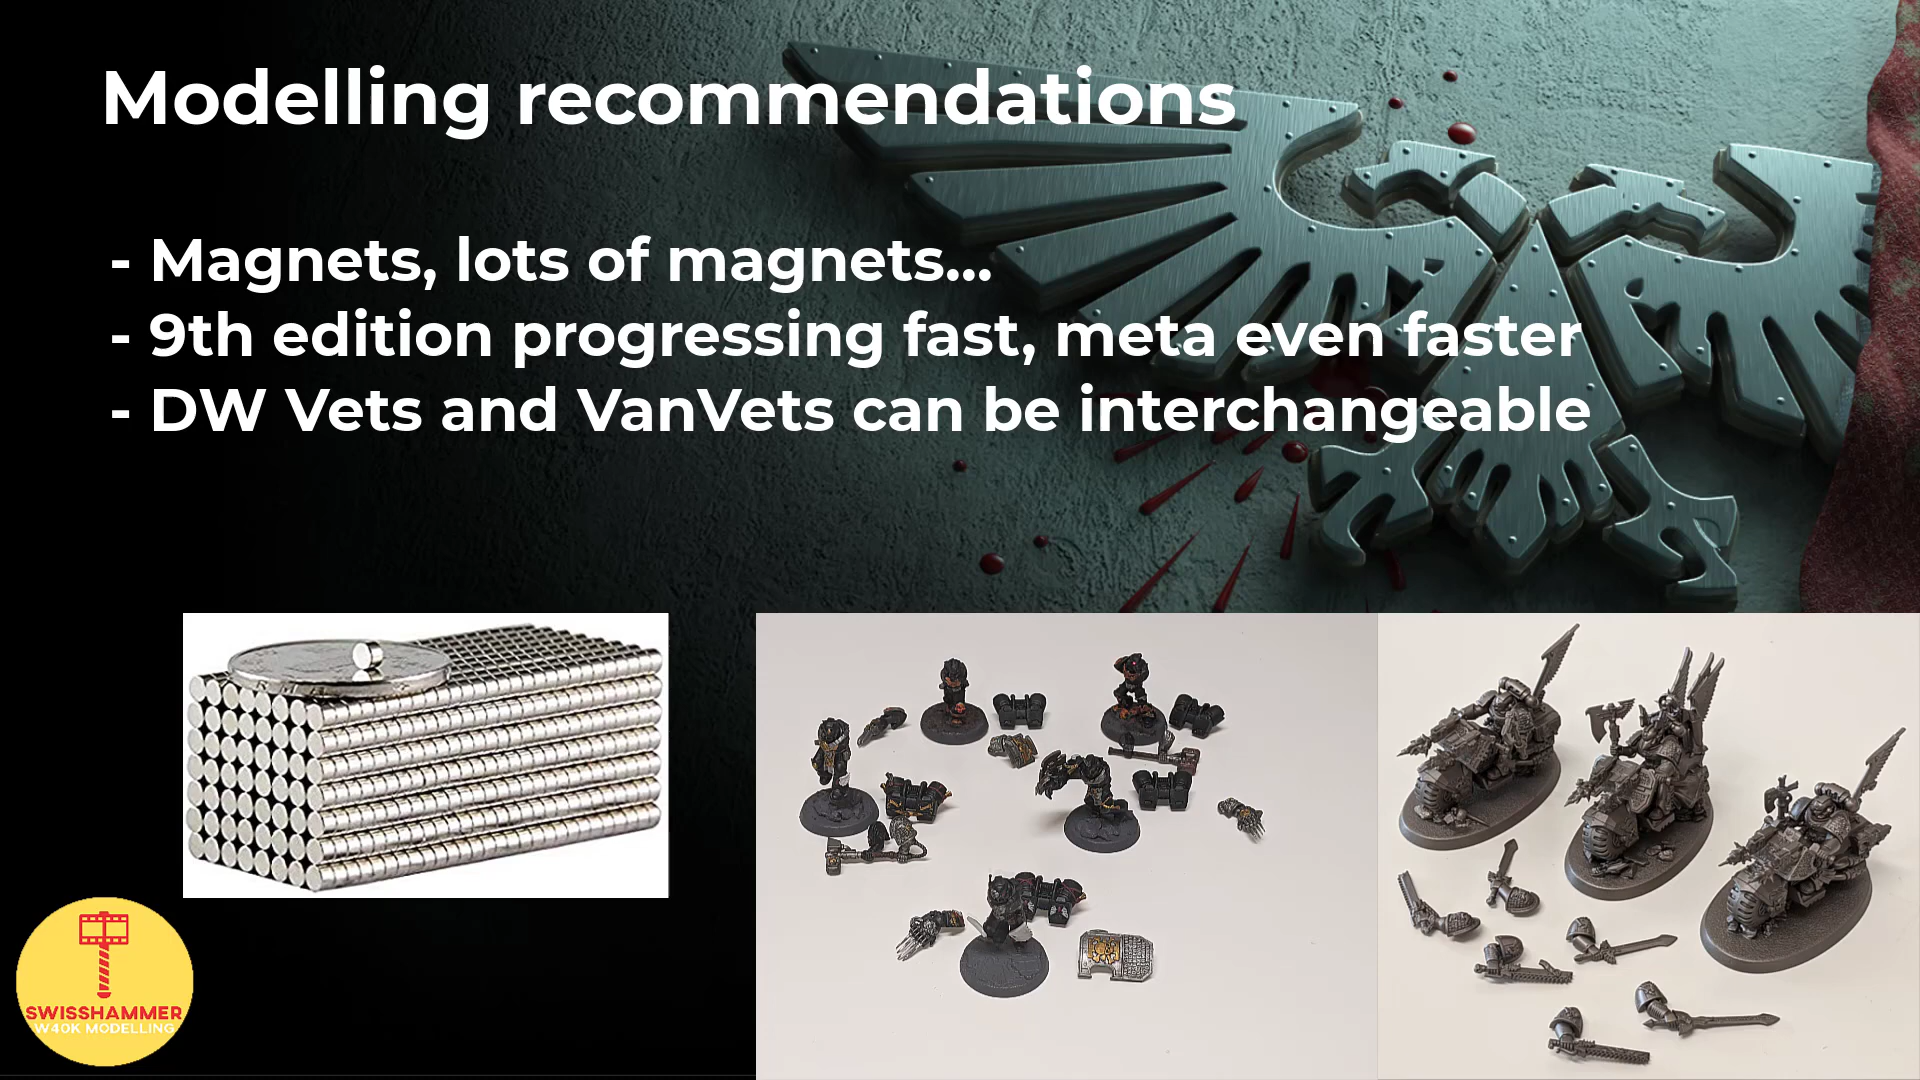 Modelling recommendations
- Magnets, lots of magnets...
- 9th edition progressing fast, meta even faster
- DW Vets and VanVets can be interchangeable
SWISSHAMMER
W40K MODELLING